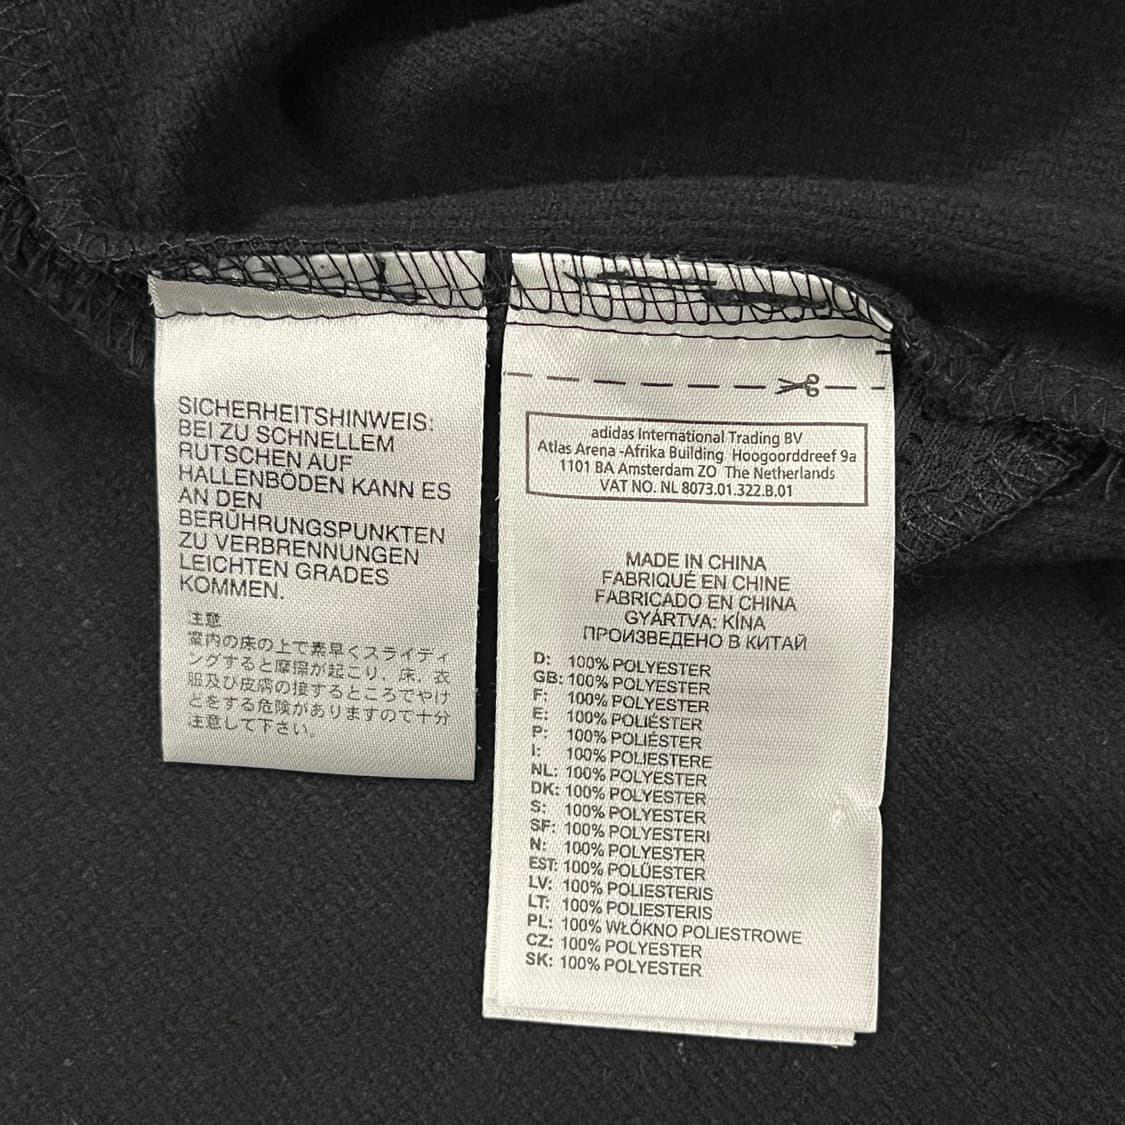 SICHERHEITSHINWEIS:
BEI ZU SCHNELLEM
RUTSCHEN AUF
HALLENBÖDEN KANN ES
AN DEN
BERÜHRUNGSPUNKTEN
ZU VERBRENNUNGEN
LEICHTEN GRADES
KOMMEN.
注意
室内の床の上で素早くスライディ
ングすると摩擦が起こり、床、衣
服及び皮膚の接するところでやけ
どをする危険がありますので十分
注意して下さい。
adidas International Trading BV
Atlas Arena -Afrika Building Hoogoorddreef 9a
1101 BA Amsterdam ZO The Netherlands
VAT NO. NL 8073.01.322.B.01
MADE IN CHINA
FABRIQUÉ EN CHINE
FABRICADO EN CHINA
GYÁRTVA: KÍNA
ПРОИЗВЕДЕНО В КИТАЙ
D: 100% POLYESTER
GB: 100% POLYESTER
F: 100% POLYESTER
E: 100% POLIÉSTER
P: 100% POLIÉSTER
I: 100% POLIESTERE
NL: 100% POLYESTER
DK: 100% POLYESTER
S: 100% POLYESTER
SF: 100% POLYESTERI
N: 100% POLYESTER
EST: 100% POLÜESTER
LV: 100% POLIESTERIS
LT: 100% POLIESTERIS
PL: 100% WŁÓKNO POLIESTROWE
CZ: 100% POLYESTER
SK: 100% POLYESTER